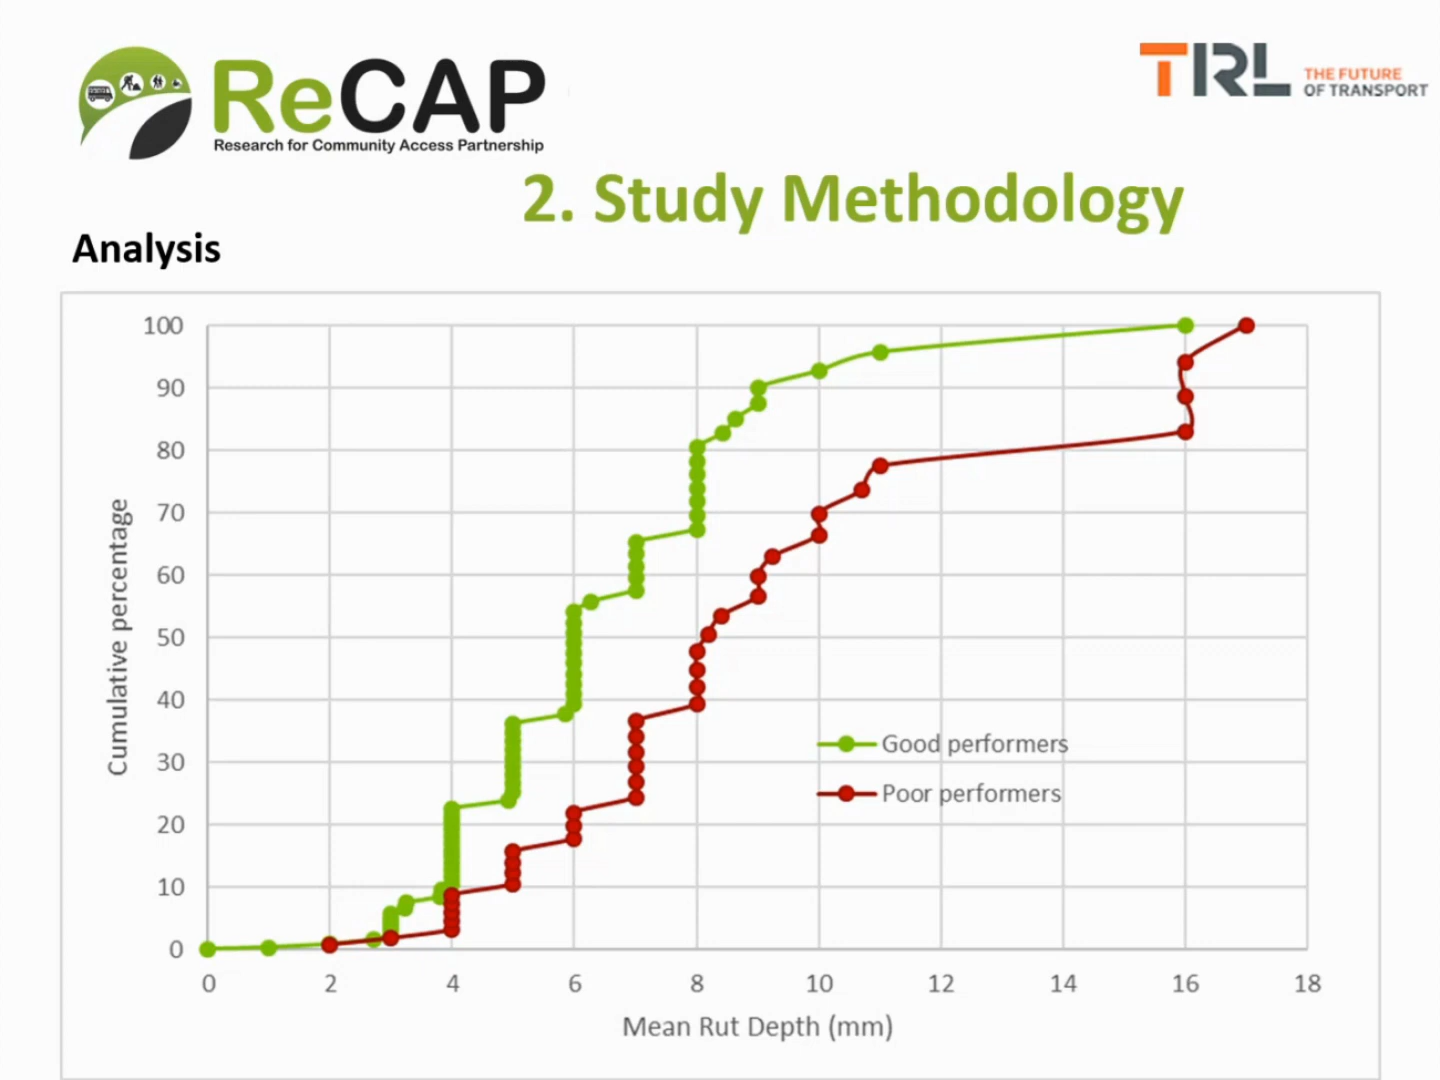 ReCAP
Research for Community Access Partnership
TRL THE FUTURE
OF TRANSPORT
2. Study Methodology
Analysis
100
90
80
70
60
50
40
30
20
10
0
Cumulative percentage
Good performers
Poor performers
0 2 4 6 8 10 12 14 16 18
Mean Rut Depth (mm)